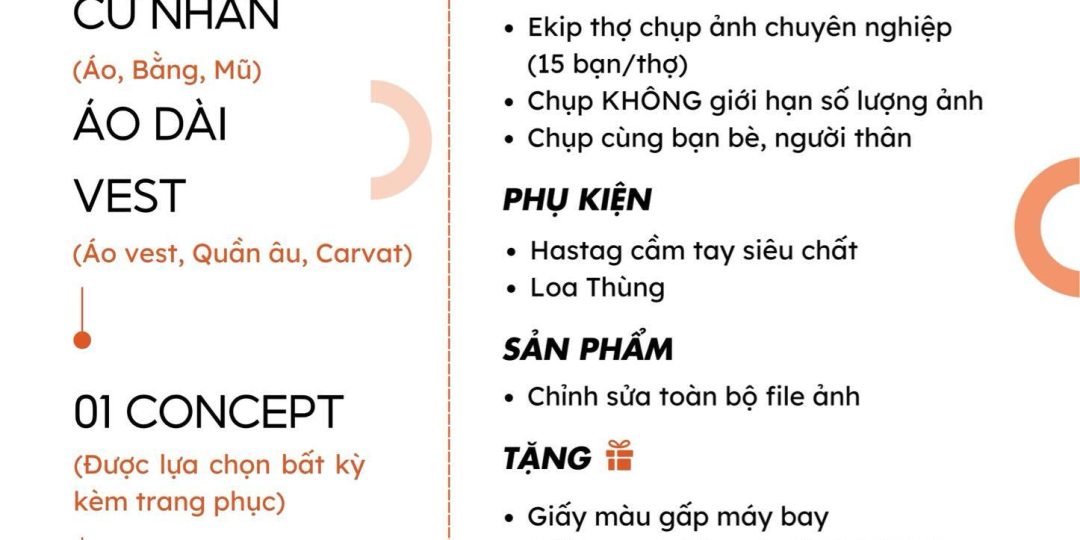 CỬ NHÂN
(Áo, Bằng, Mũ)
ÁO DÀI
VEST
(Áo vest, Quần âu, Carvat)
01 CONCEPT
(Được lựa chọn bất kỳ
kèm trang phục)
• Ekip thợ chụp ảnh chuyên nghiệp
(15 bạn/thợ)
• Chụp KHÔNG giới hạn số lượng ảnh
• Chụp cùng bạn bè, người thân
PHỤ KIỆN
• Hastag cầm tay siêu chất
• Loa Thùng
SẢN PHẨM
• Chỉnh sửa toàn bộ file ảnh
TẶNG
• Giấy màu gấp máy bay